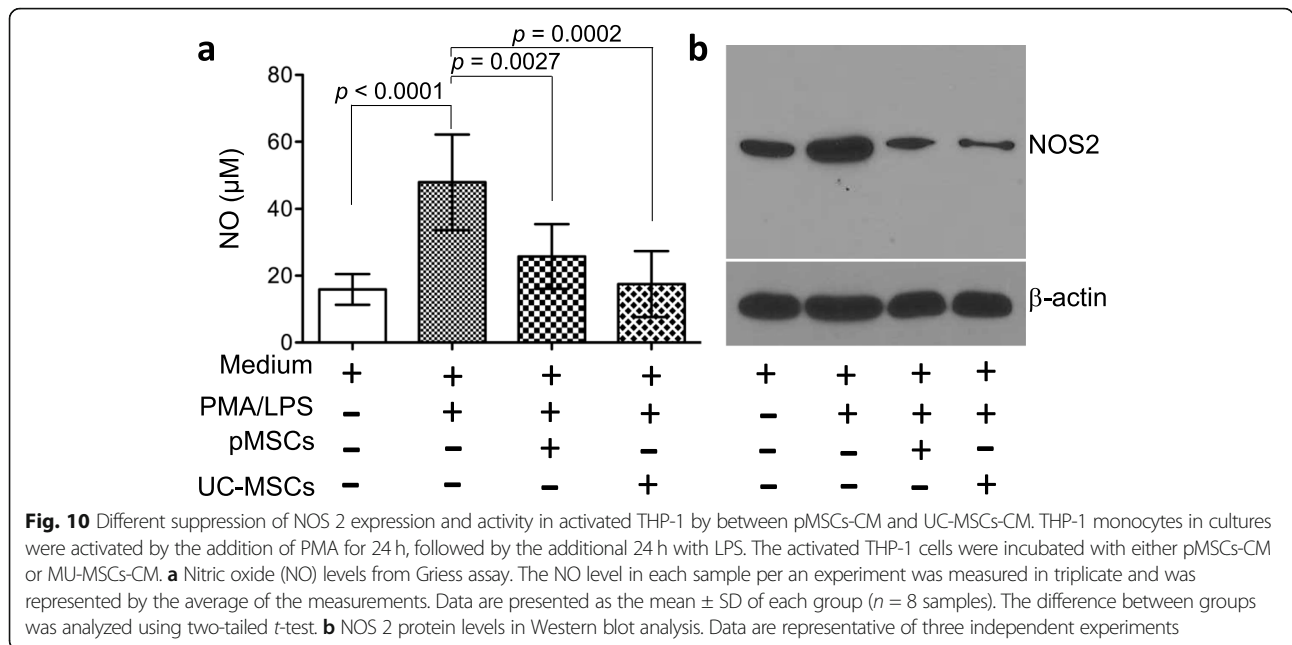 a
b
p = 0.0002
p = 0.0027
p < 0.0001
NO (µM)
80
60
40
20
0
NOS2
β-actin
Medium + + + + + + + +
PMA/LPS – + + + – + + +
pMSCs – – + – – – + –
UC-MSCs – – – + – – – +
Fig. 10 Different suppression of NOS 2 expression and activity in activated THP-1 by between pMSCs-CM and UC-MSCs-CM. THP-1 monocytes in cultures
were activated by the addition of PMA for 24 h, followed by the additional 24 h with LPS. The activated THP-1 cells were incubated with either pMSCs-CM
or MU-MSCs-CM. a Nitric oxide (NO) levels from Griess assay. The NO level in each sample per an experiment was measured in triplicate and was
represented by the average of the measurements. Data are presented as the mean ± SD of each group (n = 8 samples). The difference between groups
was analyzed using two-tailed t-test. b NOS 2 protein levels in Western blot analysis. Data are representative of three independent experiments